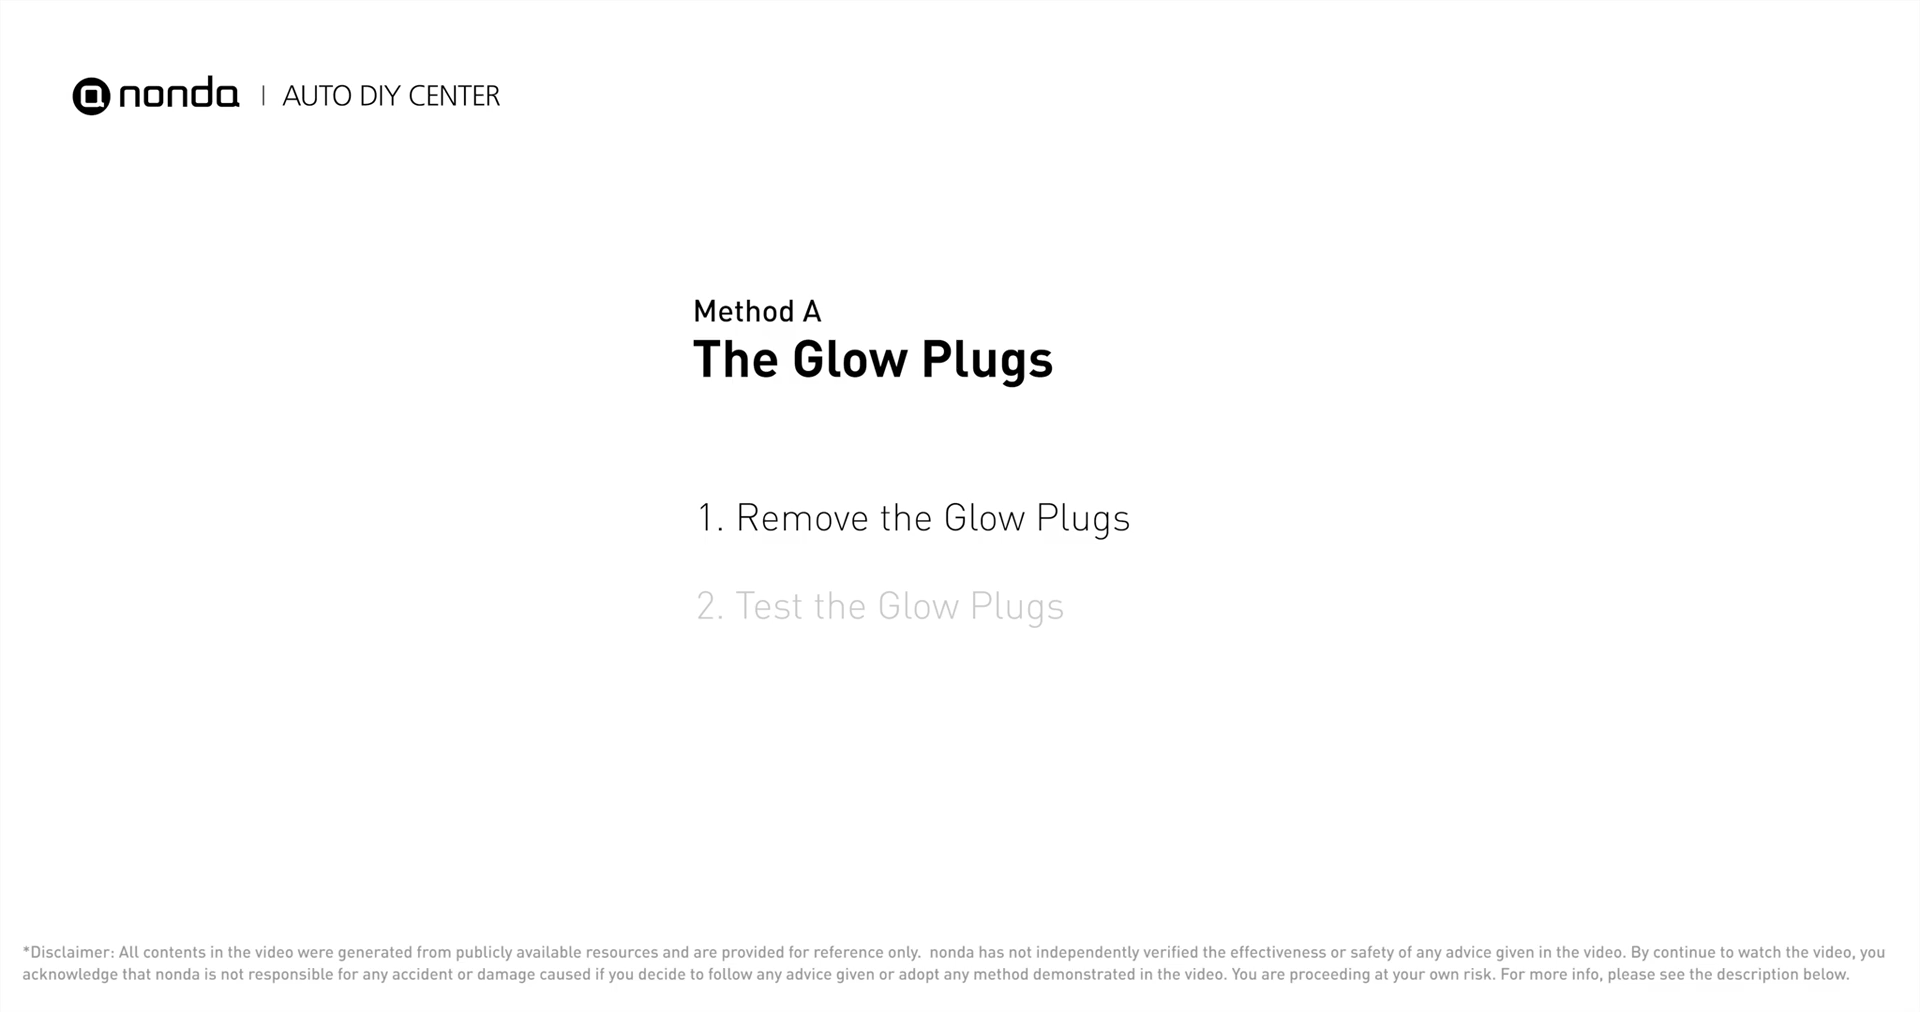 nonda | AUTO DIY CENTER
Method A
The Glow Plugs
1. Remove the Glow Plugs
2. Test the Glow Plugs
*Disclaimer: All contents in the video were generated from publicly available resources and are provided for reference only. nonda has not independently verified the effectiveness or safety of any advice given in the video. By continue to watch the video, you
acknowledge that nonda is not responsible for any accident or damage caused if you decide to follow any advice given or adopt any method demonstrated in the video. You are proceeding at your own risk. For more info, please see the description below.